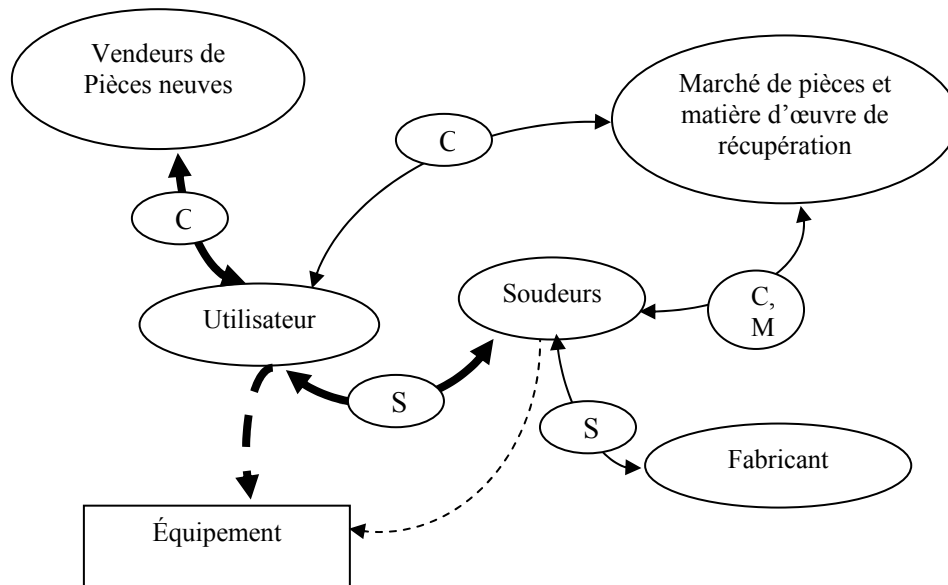 Vendeurs de
Pièces neuves
Marché de pièces et
matière d’œuvre de
récupération
C
C
Soudeurs
C,
M
Utilisateur
S
S
Fabricant
Équipement